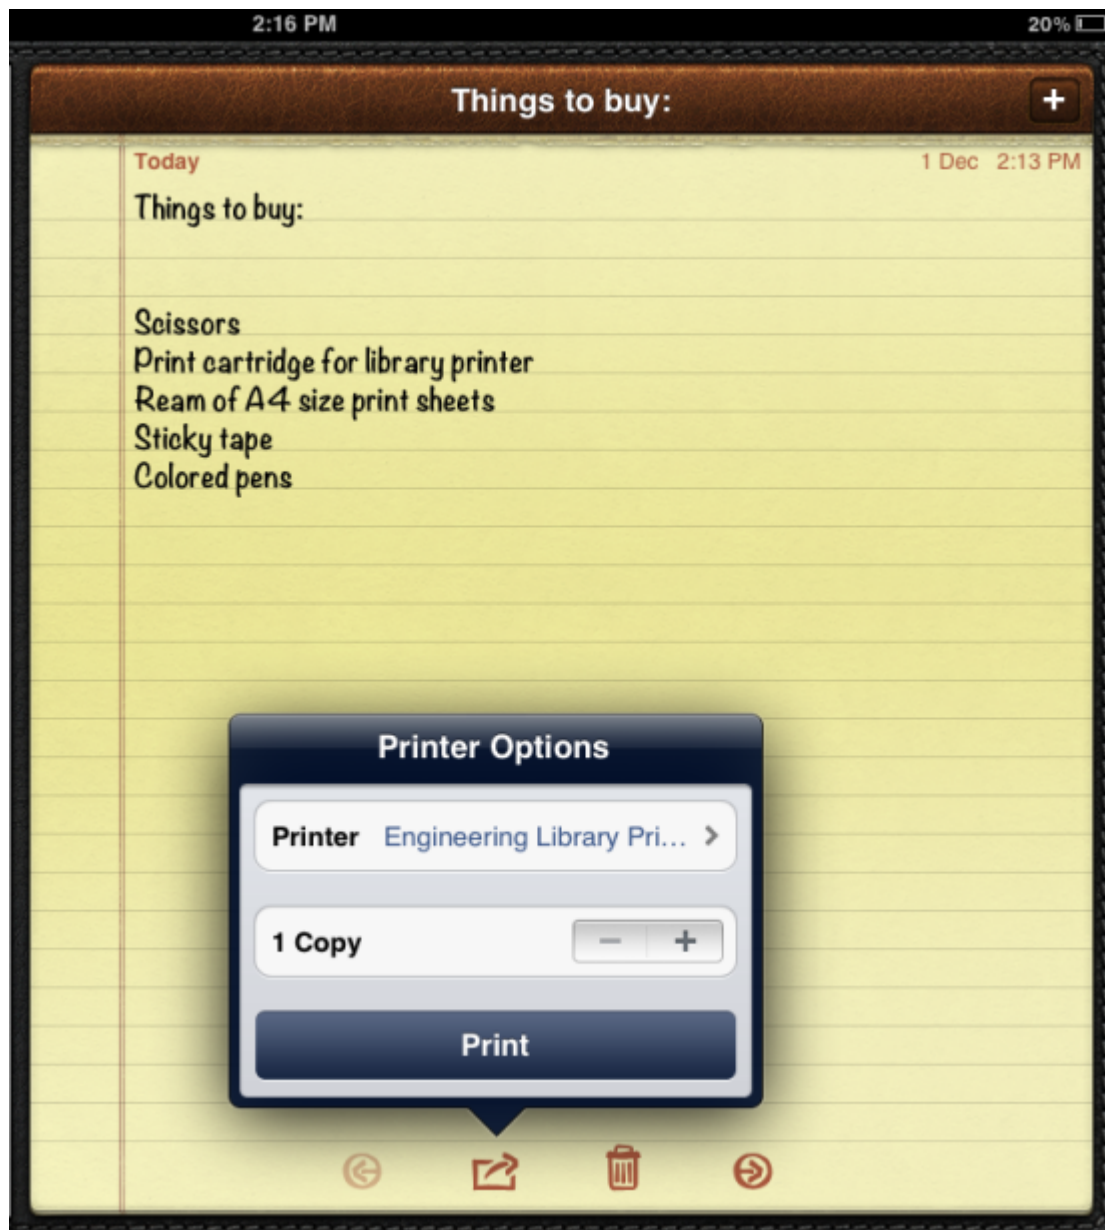 2:16 PM 20%
Things to buy: +
Today 1 Dec 2:13 PM
Things to buy:
Scissors
Print cartridge for library printer
Ream of A4 size print sheets
Sticky tape
Colored pens
Printer Options
Printer Engineering Library Pri... >
1 Copy - +
Print